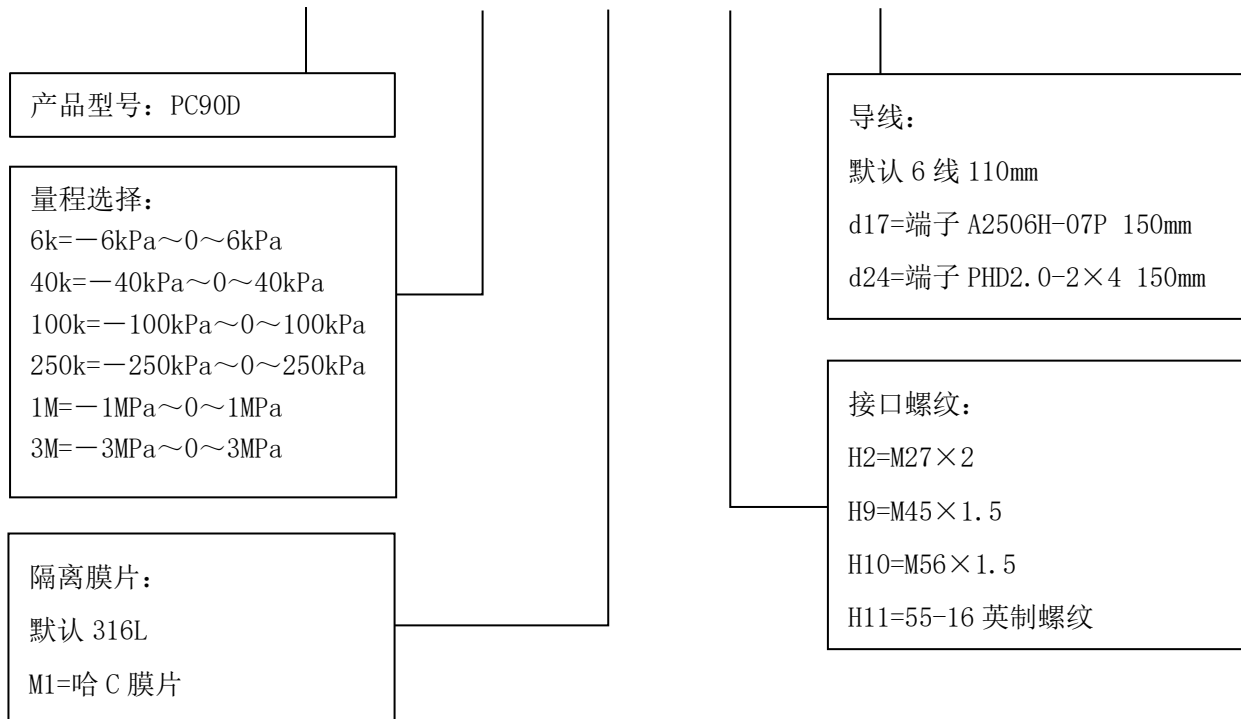 产品型号：PC90D
量程选择：
6k=－6kPa～0～6kPa
40k=－40kPa～0～40kPa
100k=－100kPa～0～100kPa
250k=－250kPa～0～250kPa
1M=－1MPa～0～1MPa
3M=－3MPa～0～3MPa
隔离膜片：
默认 316L
M1=哈 C 膜片
导线：
默认 6 线 110mm
d17=端子 A2506H-07P 150mm
d24=端子 PHD2.0-2×4 150mm
接口螺纹：
H2=M27×2
H9=M45×1.5
H10=M56×1.5
H11=55-16 英制螺纹